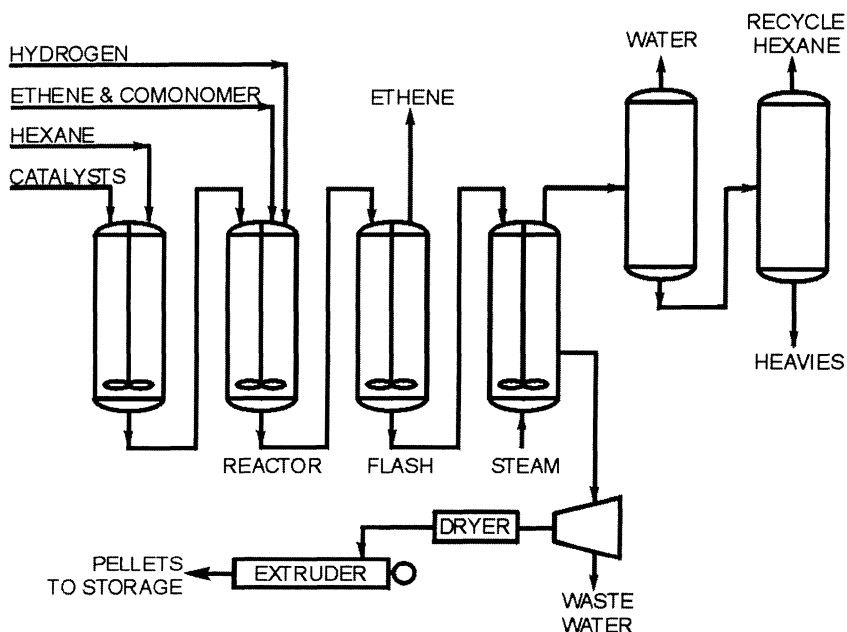 HYDROGEN
ETHENE & COMONOMER
HEXANE
CATALYSTS
ETHENE
WATER
RECYCLE
HEXANE
HEAVIES
REACTOR
FLASH
STEAM
DRYER
EXTRUDER
PELLETS
TO STORAGE
WASTE
WATER